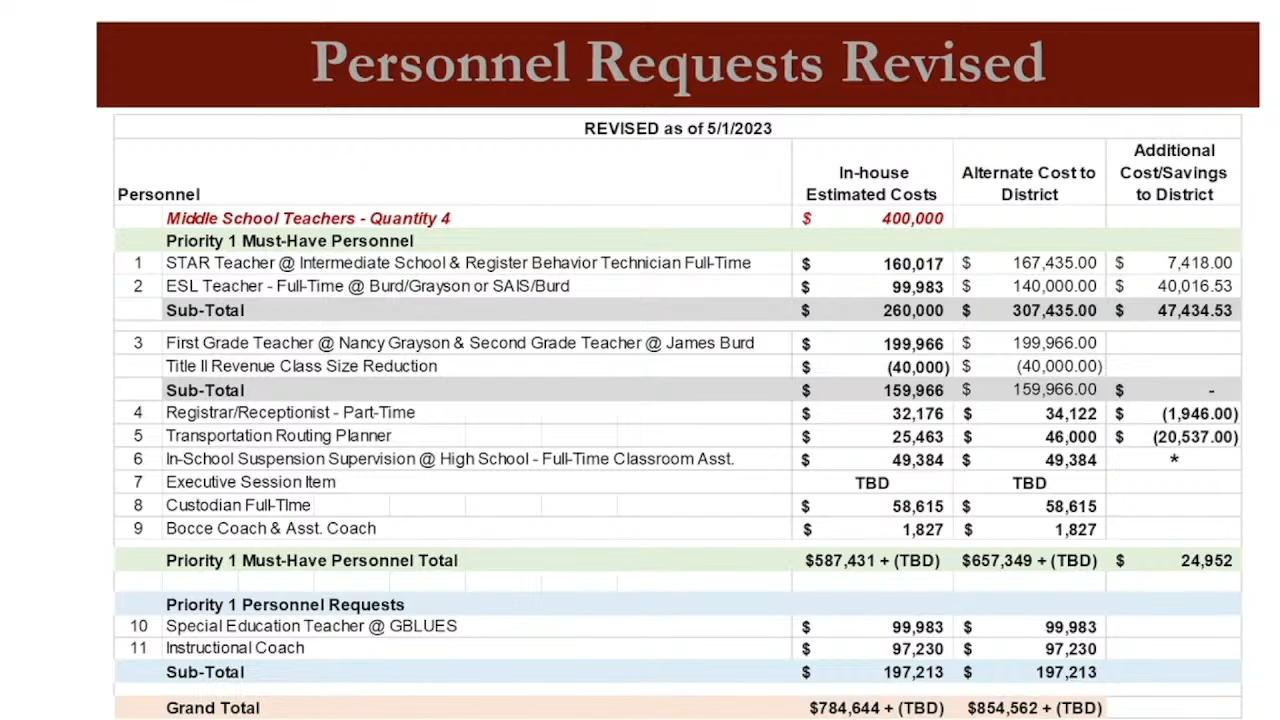 Personnel Requests Revised
REVISED as of 5/1/2023
Personnel In-house Estimated Costs Alternate Cost to District Additional Cost/Savings to District
Middle School Teachers - Quantity 4 $ 400,000
Priority 1 Must-Have Personnel
1 STAR Teacher @ Intermediate School & Register Behavior Technician Full-Time $ 160,017 $ 167,435.00 $ 7,418.00
2 ESL Teacher - Full-Time @ Burd/Grayson or SAIS/Burd $ 99,983 $ 140,000.00 $ 40,016.53
Sub-Total $ 260,000 $ 307,435.00 $ 47,434.53
3 First Grade Teacher @ Nancy Grayson & Second Grade Teacher @ James Burd $ 199,966 $ 199,966.00
Title II Revenue Class Size Reduction $ (40,000) $ (40,000.00)
Sub-Total $ 159,966 $ 159,966.00 $ -
4 Registrar/Receptionist - Part-Time $ 32,176 $ 34,122 $ (1,946.00)
5 Transportation Routing Planner $ 25,463 $ 46,000 $ (20,537.00)
6 In-School Suspension Supervision @ High School - Full-Time Classroom Asst. $ 49,384 $ 49,384 *
7 Executive Session Item TBD TBD
8 Custodian Full-TIme $ 58,615 $ 58,615
9 Bocce Coach & Asst. Coach $ 1,827 $ 1,827
Priority 1 Must-Have Personnel Total $587,431 + (TBD) $657,349 + (TBD) $ 24,952
Priority 1 Personnel Requests
10 Special Education Teacher @ GBLUES $ 99,983 $ 99,983
11 Instructional Coach $ 97,230 $ 97,230
Sub-Total $ 197,213 $ 197,213
Grand Total $784,644 + (TBD) $854,562 + (TBD)